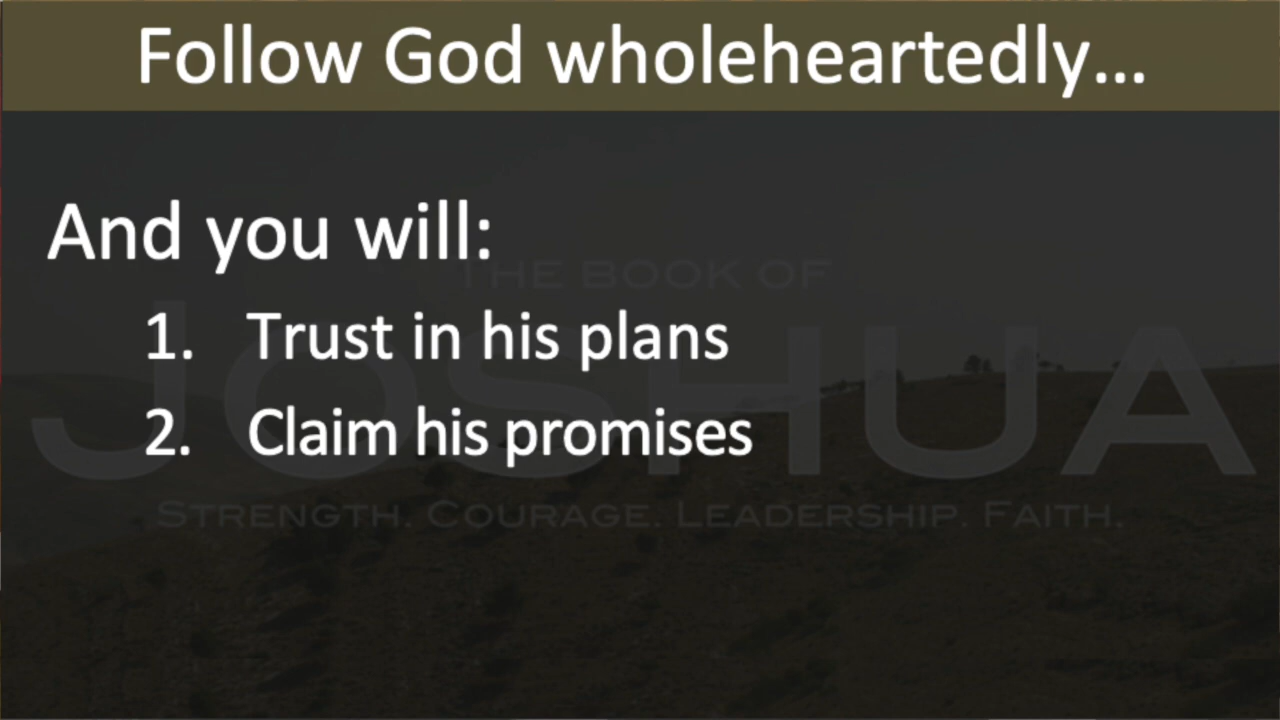 Follow God wholeheartedly...
And you will:
THE BOOK OF
1. Trust in his plans
JOSHUA
2. Claim his promises
STRENGTH. COURAGE. LEADERSHIP. FAITH.